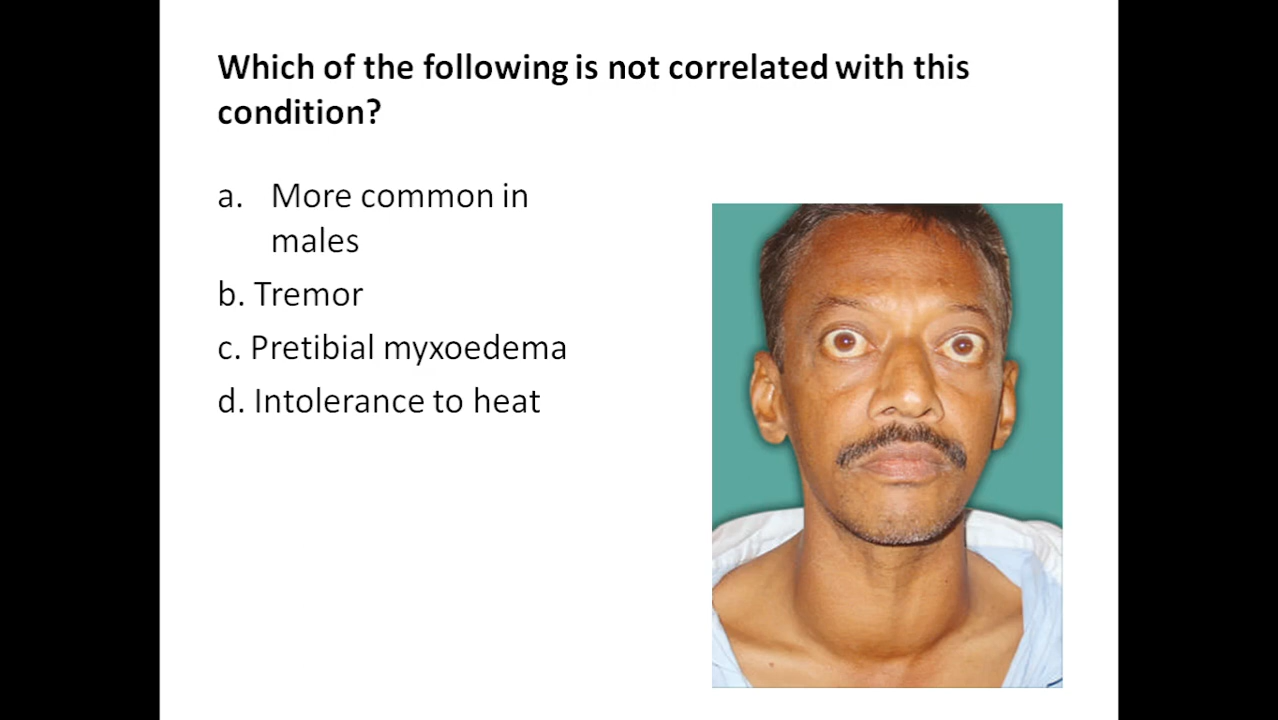 Which of the following is not correlated with this
condition?
a. More common in
males
b. Tremor
c. Pretibial myxoedema
d. Intolerance to heat